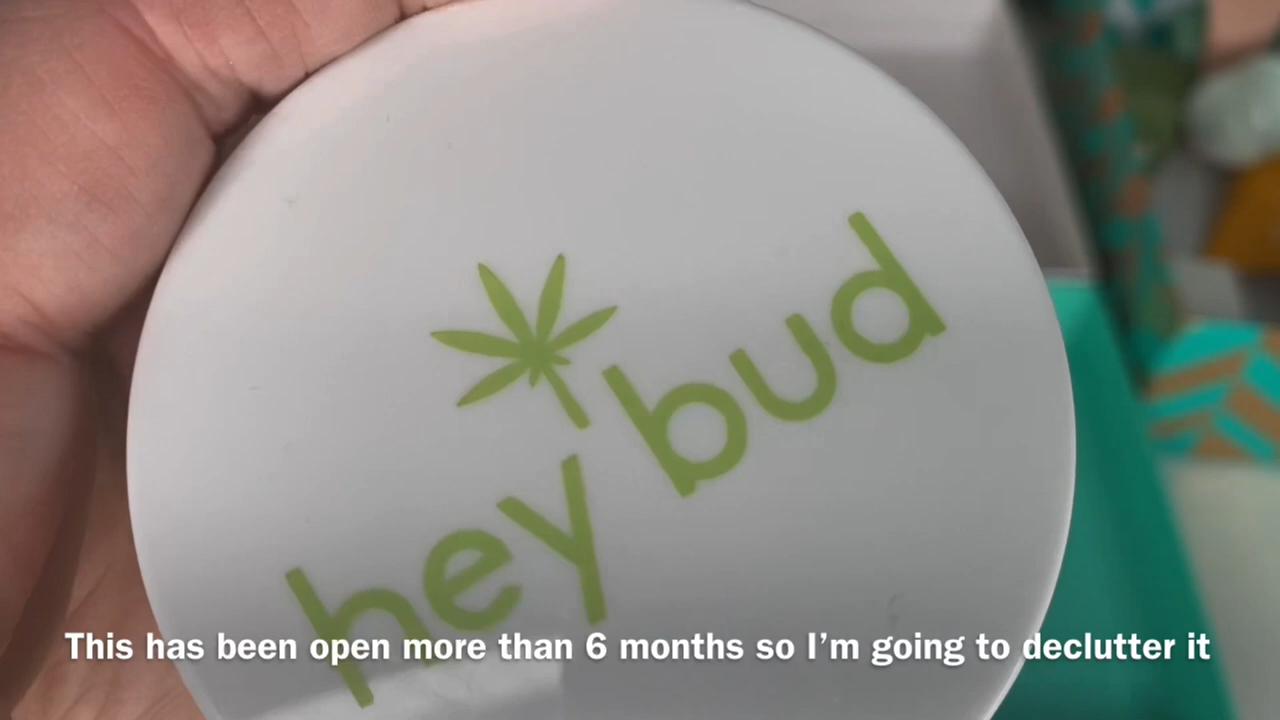 hey bud
This has been open more than 6 months so I'm going to declutter it